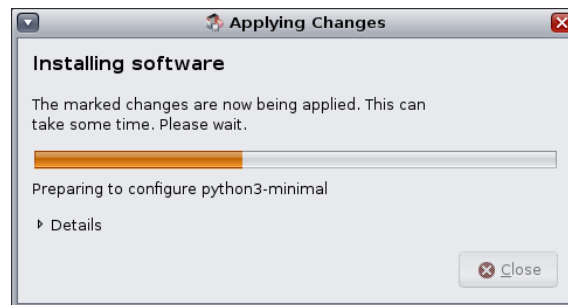 Applying Changes
Installing software
The marked changes are now being applied. This can
take some time. Please wait.
Preparing to configure python3-minimal
Details
Close